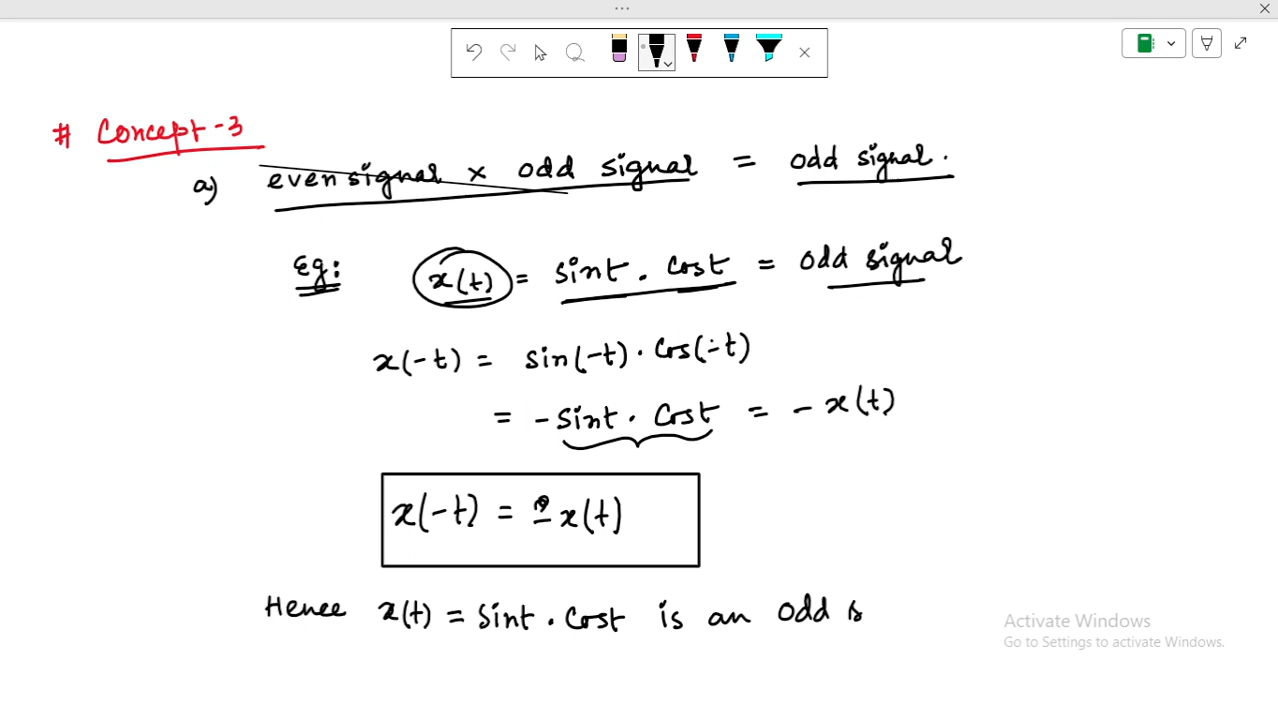 # Concept-3
a) even signal × odd signal = odd signal.
Eg: x(t) = sint . cost = odd signal
x(-t) = sin(-t) . cos(-t)
= -sint . cost = - x(t)
x(-t) = - x(t)
Hence x(t) = sint . cost is an odd s
Activate Windows
Go to Settings to activate Windows.